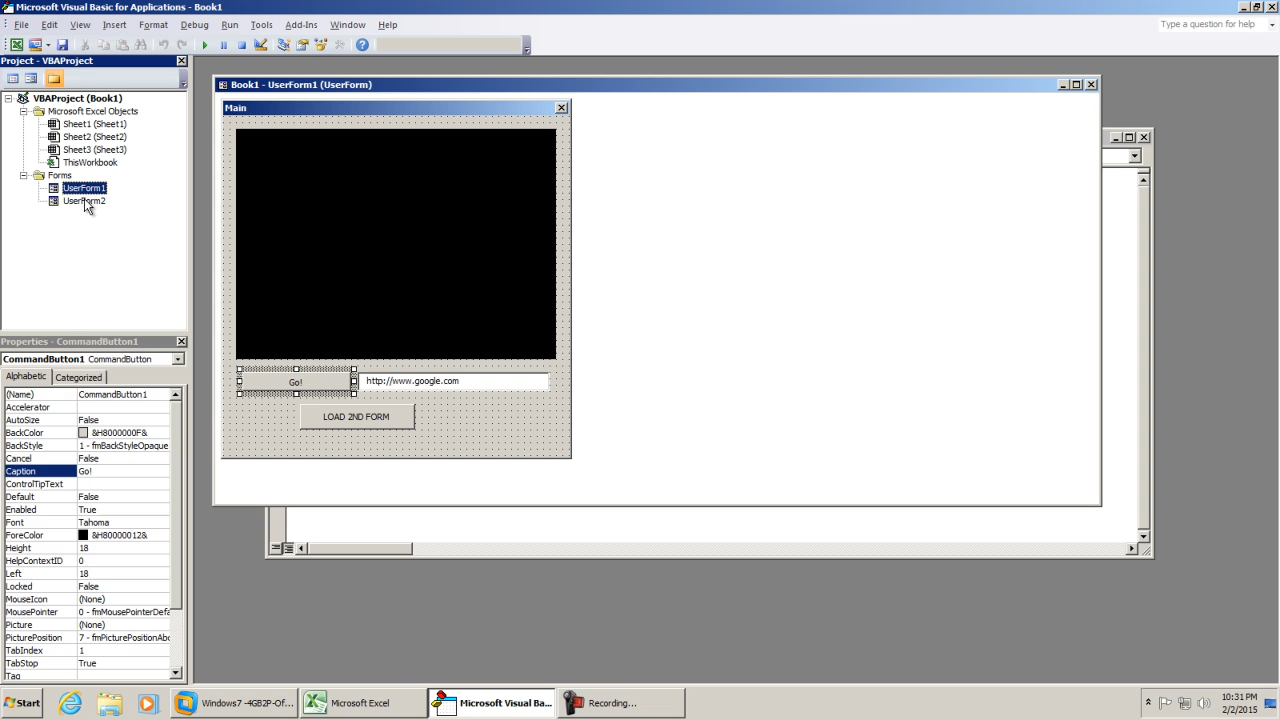 Microsoft Visual Basic for Applications - Book1
File Edit View Insert Format Debug Run Tools Add-Ins Window Help
Type a question for help
Project - VBAProject
VBAProject (Book1)
Microsoft Excel Objects
Sheet1 (Sheet1)
Sheet2 (Sheet2)
Sheet3 (Sheet3)
ThisWorkbook
Forms
UserForm1
UserForm2
Book1 - UserForm1 (UserForm)
Main
Go!
http://www.google.com
LOAD 2ND FORM
Properties - CommandButton1
CommandButton1 CommandButton
Alphabetic Categorized
(Name) CommandButton1
Accelerator
AutoSize False
BackColor &H8000000F&
BackStyle 1 - fmBackStyleOpaque
Cancel False
Caption Go!
ControlTipText
Default False
Enabled True
Font Tahoma
ForeColor &H80000012&
Height 18
HelpContextID 0
Left 18
Locked False
MouseIcon (None)
MousePointer 0 - fmMousePointerDefa
Picture (None)
PicturePosition 7 - fmPicturePositionAbo
TabIndex 1
TabStop True
Tag
Start
Windows7 -4GB2P-Of...
Microsoft Excel
Microsoft Visual Ba...
Recording...
10:31 PM
2/2/2015